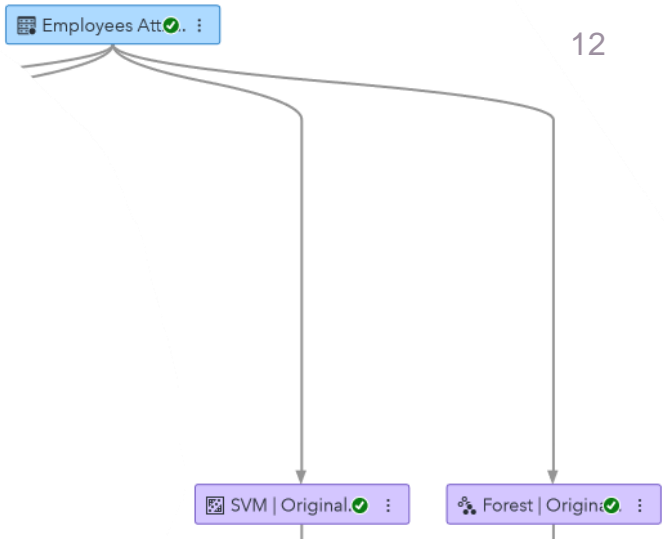 Employees Att..
12
SVM | Original.
Forest | Origina.